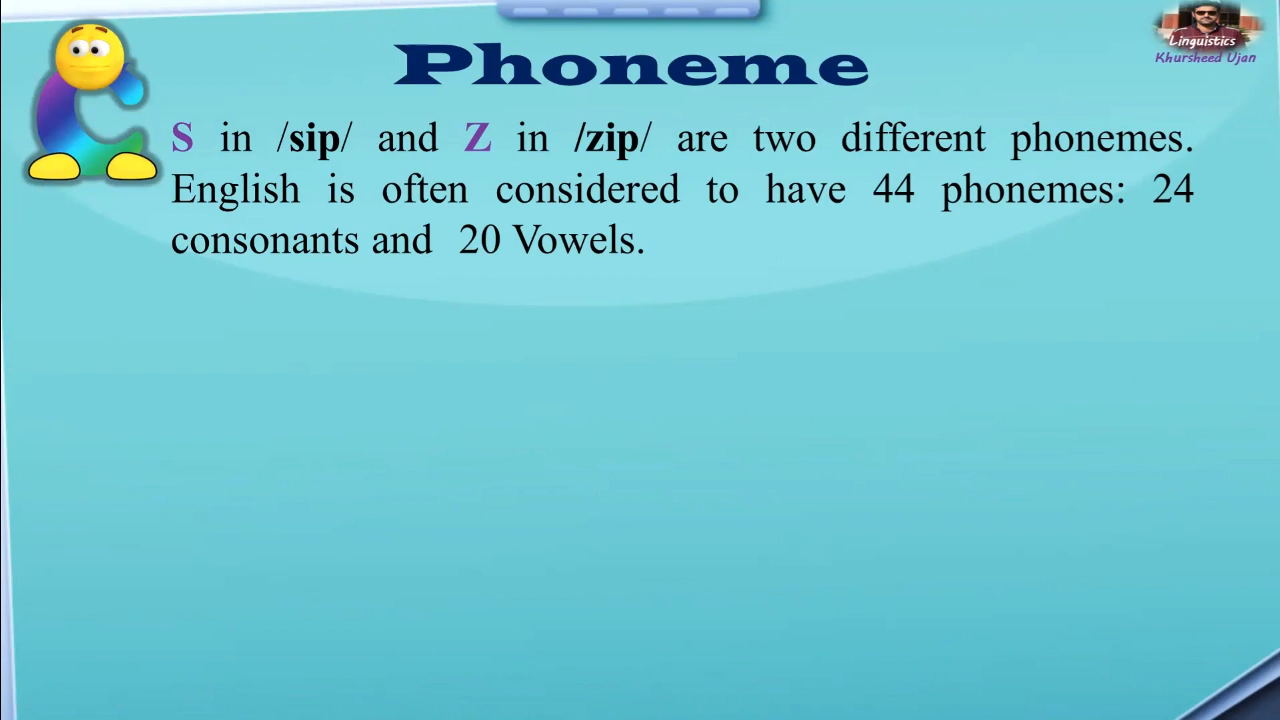 Phoneme
Linguistics
Khursheed Ujan
S in /sip/ and Z in /zip/ are two different phonemes.
English is often considered to have 44 phonemes: 24
consonants and 20 Vowels.